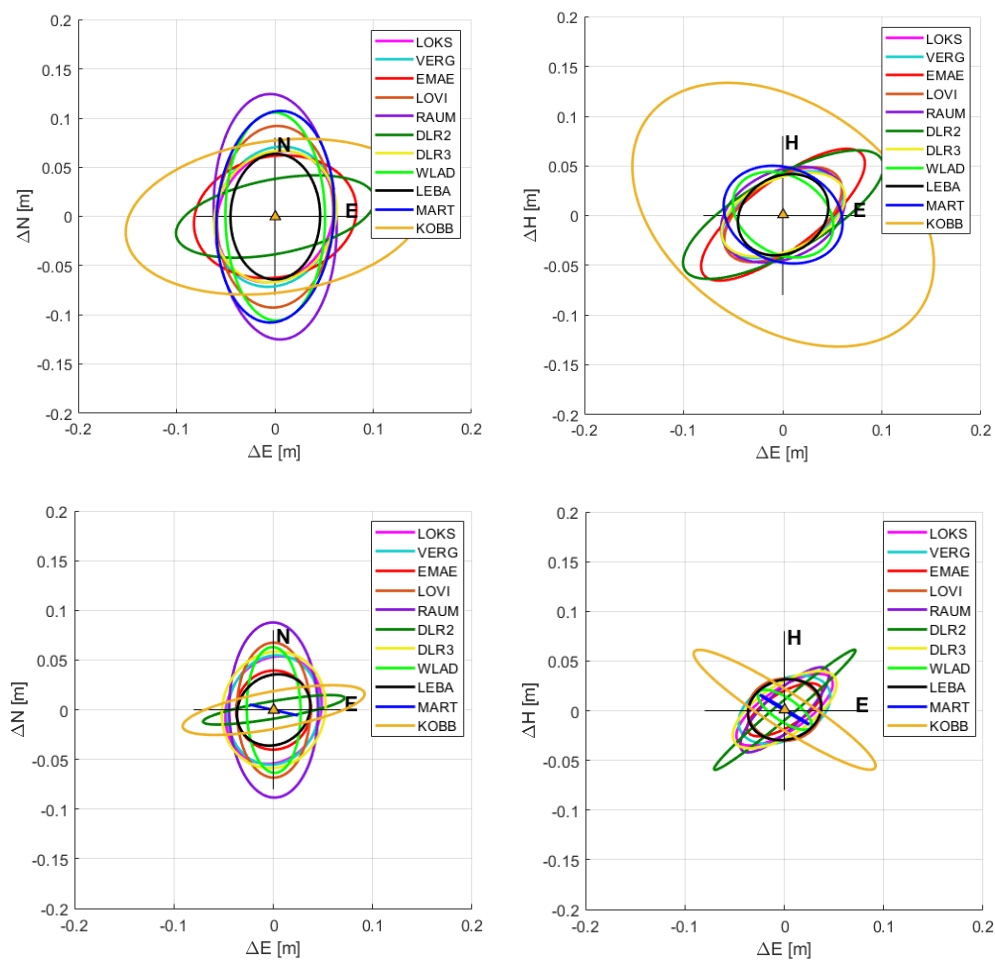 0.2
0.15
0.1
0.05
0
-0.05
-0.1
-0.15
-0.2
ΔN [m]
-0.2
-0.1
0
0.1
0.2
ΔE [m]
N
E
LOKS
VERG
EMAE
LOVI
RAUM
DLR2
DLR3
WLAD
LEBA
MART
KOBB
0.2
0.15
0.1
0.05
0
-0.05
-0.1
-0.15
-0.2
ΔH [m]
-0.2
-0.1
0
0.1
0.2
ΔE [m]
H
E
LOKS
VERG
EMAE
LOVI
RAUM
DLR2
DLR3
WLAD
LEBA
MART
KOBB
0.2
0.15
0.1
0.05
0
-0.05
-0.1
-0.15
-0.2
ΔN [m]
-0.2
-0.1
0
0.1
0.2
ΔE [m]
N
E
LOKS
VERG
EMAE
LOVI
RAUM
DLR2
DLR3
WLAD
LEBA
MART
KOBB
0.2
0.15
0.1
0.05
0
-0.05
-0.1
-0.15
-0.2
ΔH [m]
-0.2
-0.1
0
0.1
0.2
ΔE [m]
H
E
LOKS
VERG
EMAE
LOVI
RAUM
DLR2
DLR3
WLAD
LEBA
MART
KOBB